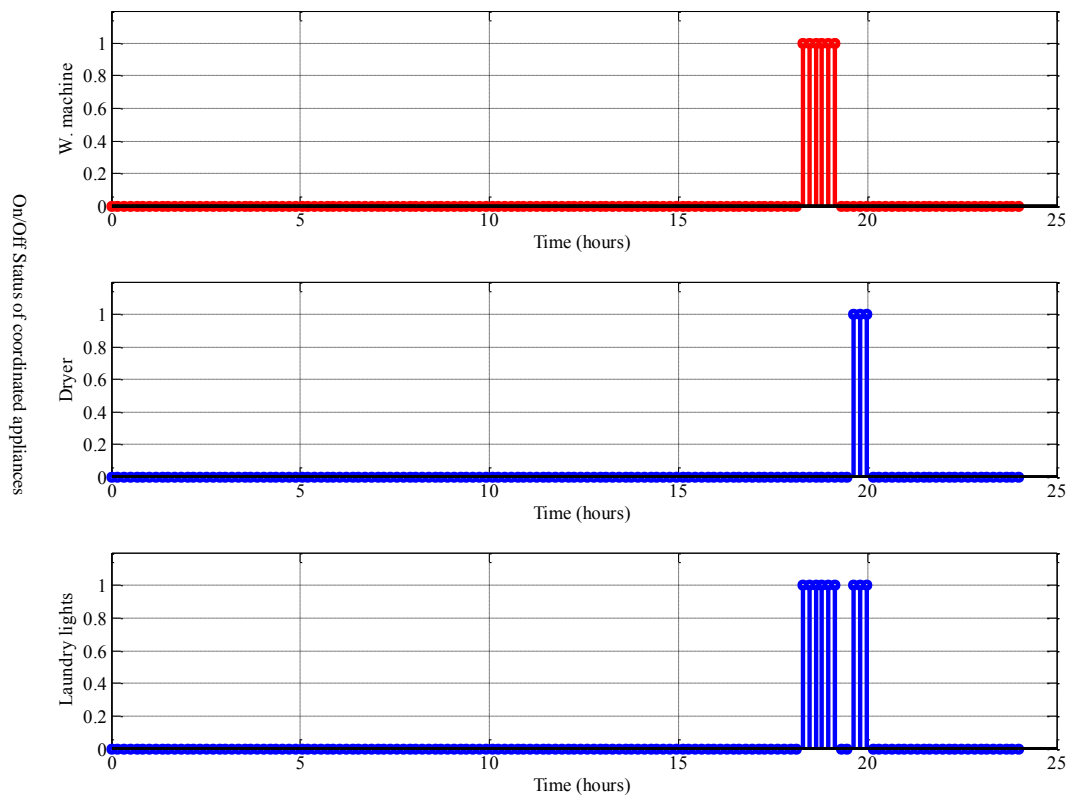 On/Off Status of coordinated appliances
W. machine
1
0.8
0.6
0.4
0.2
0
0 5 10 15 20 25
Time (hours)
Dryer
1
0.8
0.6
0.4
0.2
0
0 5 10 15 20 25
Time (hours)
Laundry lights
1
0.8
0.6
0.4
0.2
0
0 5 10 15 20 25
Time (hours)